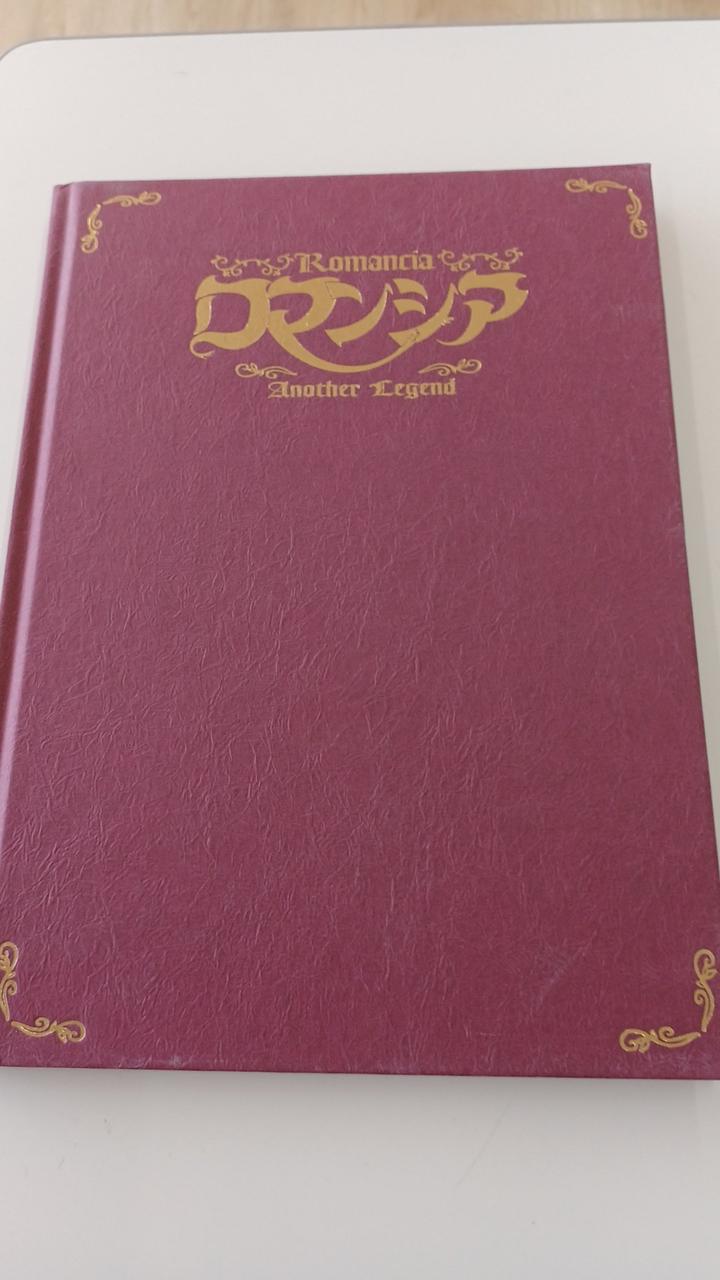 Romancia
ロマンシア
Another Legend